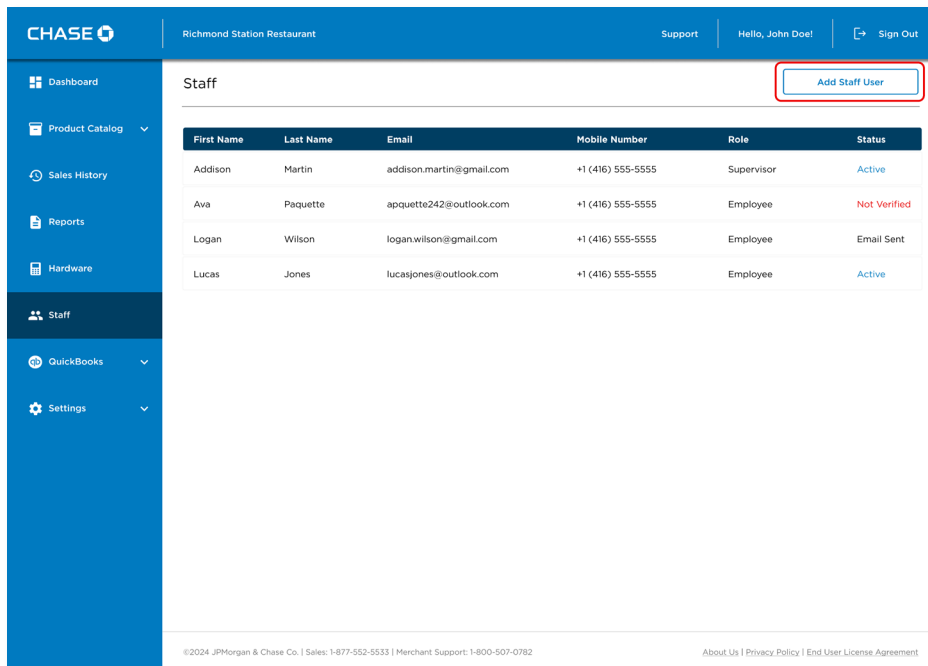 CHASE
Richmond Station Restaurant
Support
Hello, John Doe!
Sign Out
Dashboard
Product Catalog
Sales History
Reports
Hardware
Staff
qb QuickBooks
Settings
Staff
Add Staff User
First Name Last Name Email Mobile Number Role Status
Addison Martin addison.martin@gmail.com +1 (416) 555-5555 Supervisor Active
Ava Paquette apquette242@outlook.com +1 (416) 555-5555 Employee Not Verified
Logan Wilson logan.wilson@gmail.com +1 (416) 555-5555 Employee Email Sent
Lucas Jones lucasjones@outlook.com +1 (416) 555-5555 Employee Active
©2024 JPMorgan & Chase Co. | Sales: 1-877-552-5533 | Merchant Support: 1-800-507-0782
About Us | Privacy Policy | End User License Agreement